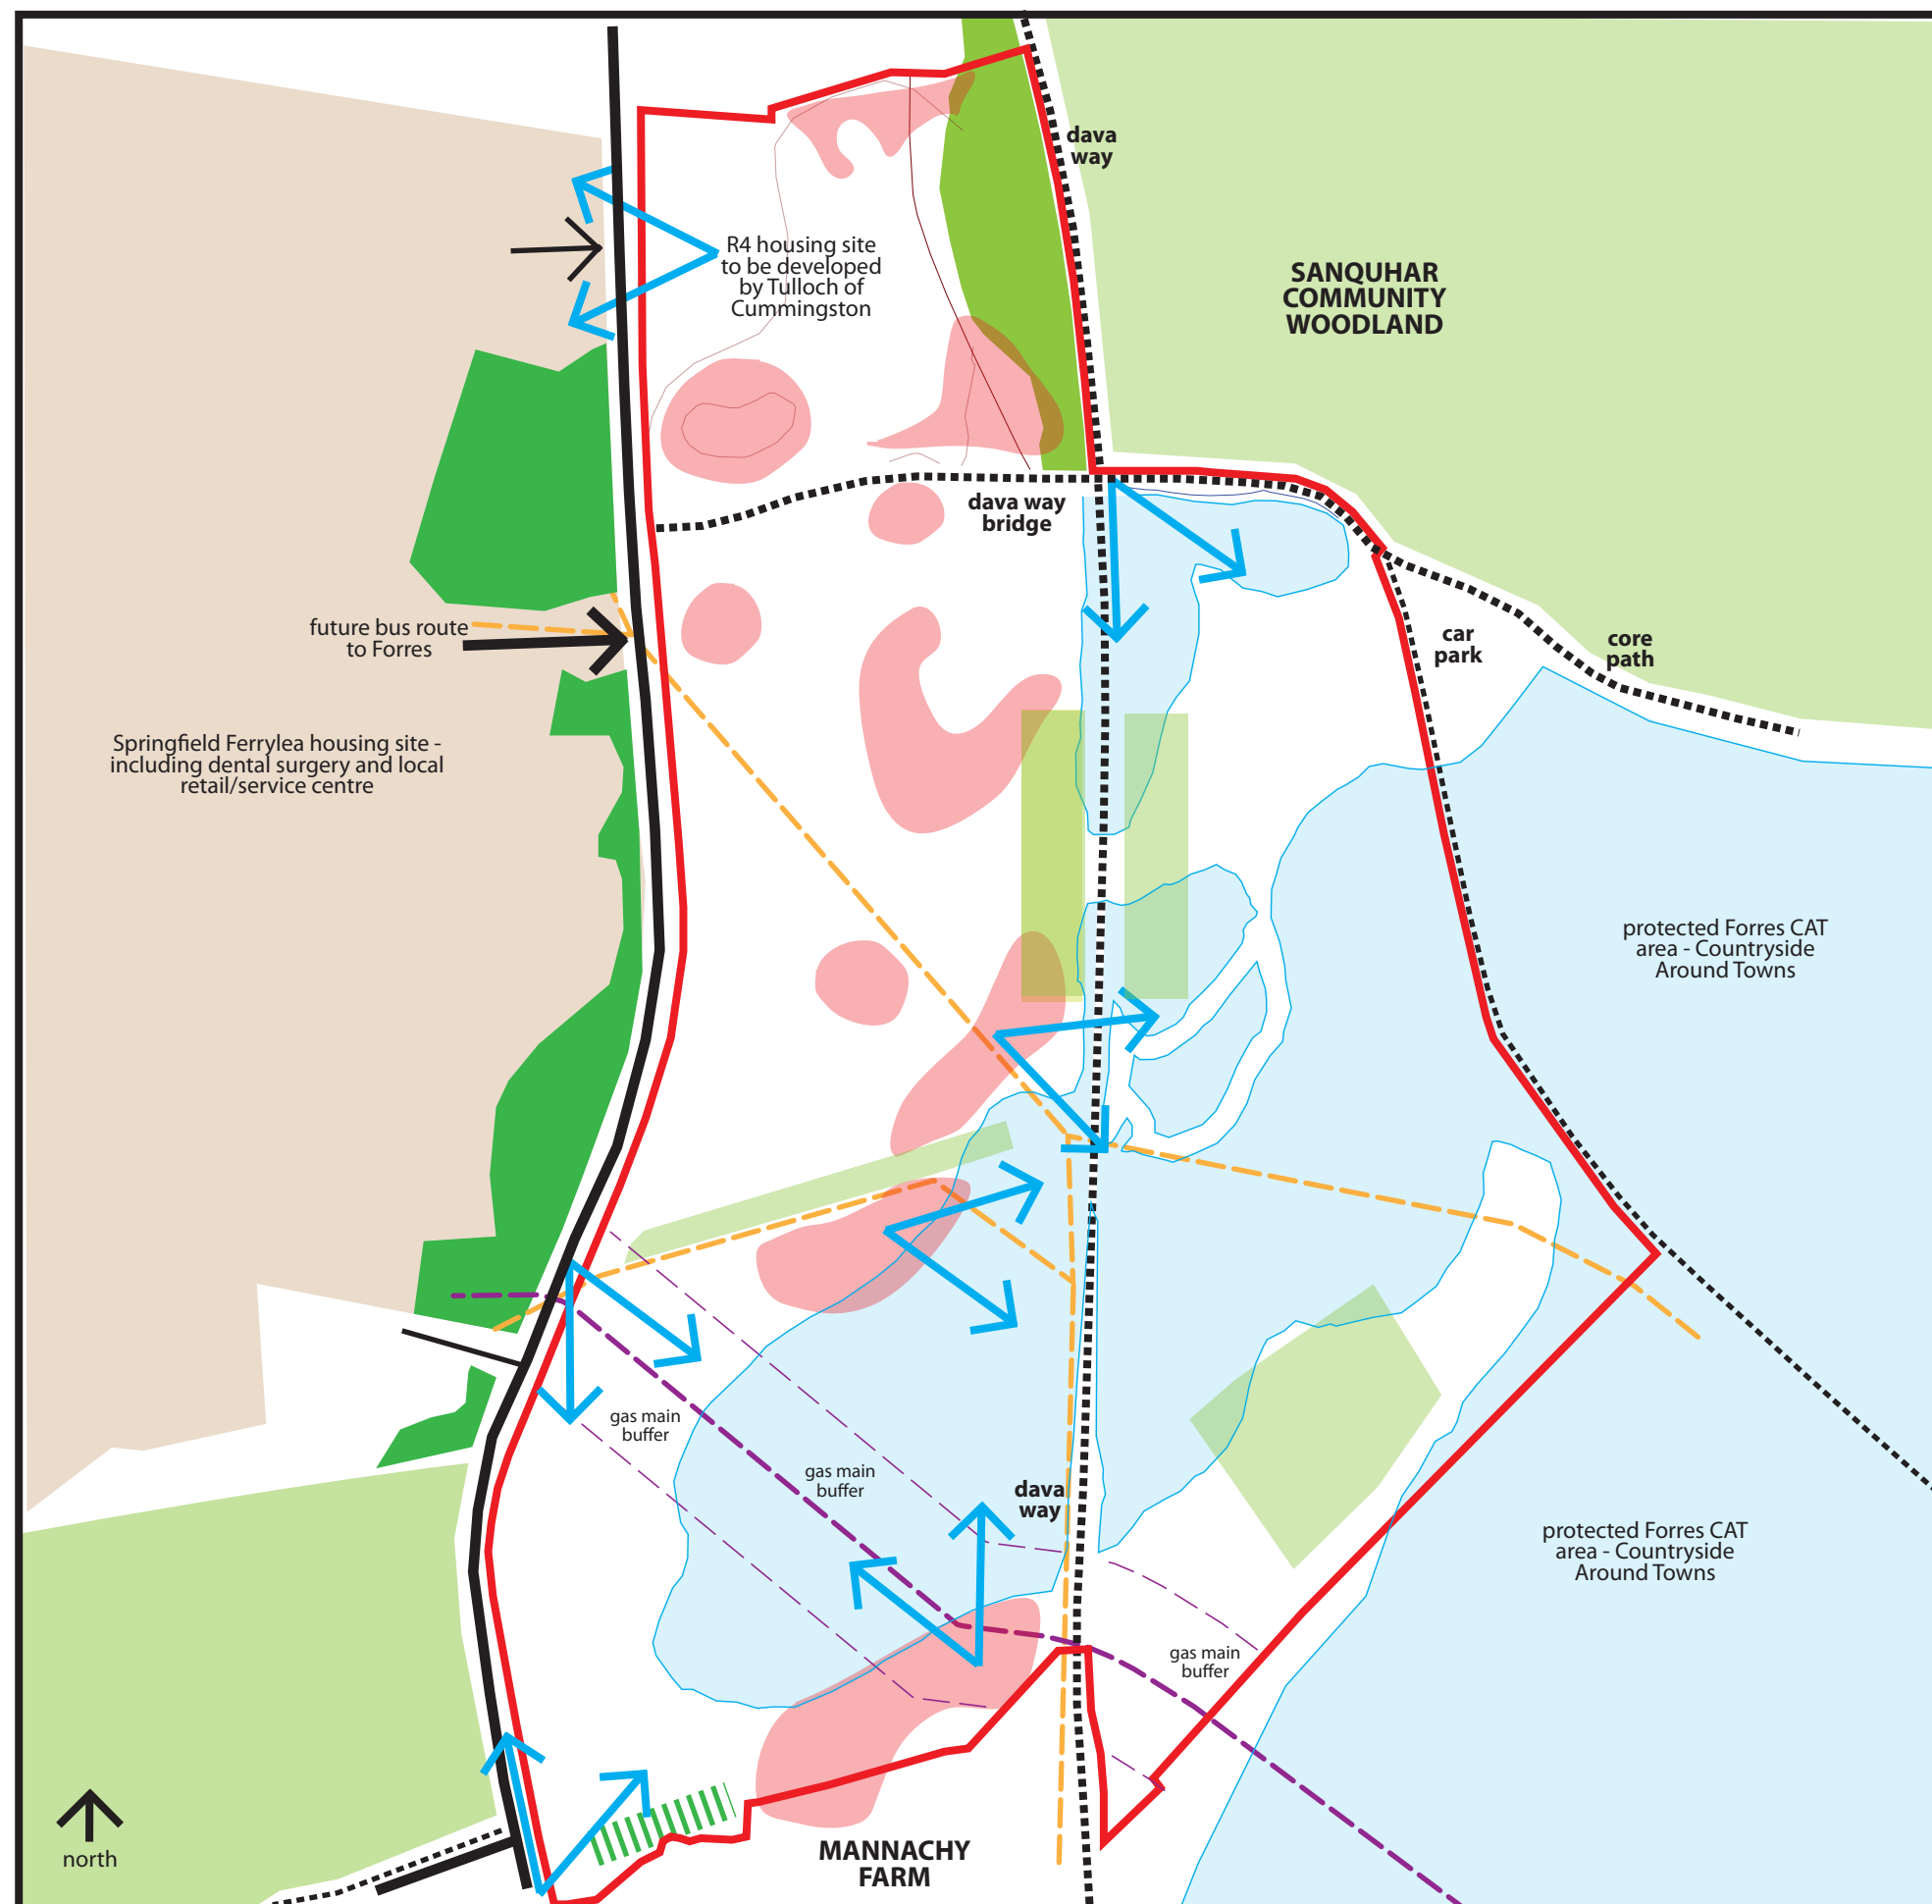 dava
way
R4 housing site
to be developed
by Tulloch of
Cummingston
SANQUHAR
COMMUNITY
WOODLAND
dava way
bridge
future bus route
to Forres
car
park
core
path
Springfield Ferrylea housing site -
including dental surgery and local
retail/service centre
protected Forres CAT
area - Countryside
Around Towns
gas main
buffer
gas main
buffer
dava
way
protected Forres CAT
area - Countryside
Around Towns
gas main
buffer
MANNACHY
FARM
north